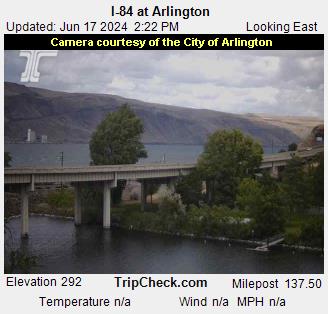 I-84 at Arlington
Updated: Jun 17 2024 2:22 PM Looking East
Camera courtesy of the City of Arlington
Elevation 292 TripCheck.com Milepost 137.50
Temperature n/a Wind n/a MPH n/a